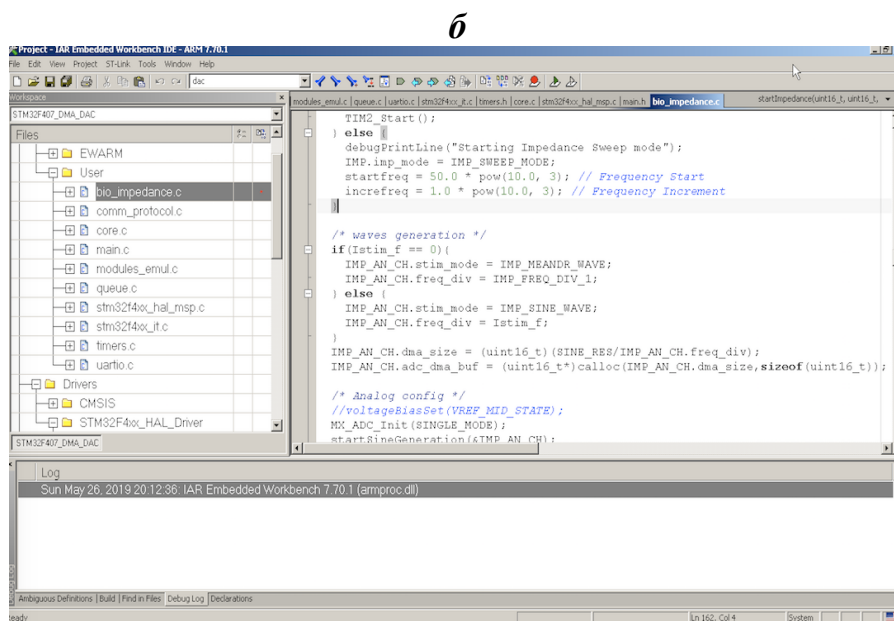 б
Project - IAR Embedded Workbench IDE - ARM 7.70.1
File Edit View Project ST-Link Tools Window Help
dac
Workspace
STM32F407_DMA_DAC
Files
EWARM
User
bio_impedance.c
comm_protocol.c
core.c
main.c
modules_emul.c
queue.c
stm32f4xx_hal_msp.c
stm32f4xx_it.c
timers.c
uartio.c
Drivers
CMSIS
STM32F4xx_HAL_Driver
STM32F407_DMA_DAC
modules_emul.c | queue.c | uartio.c | stm32f4xx_it.c | timers.h | core.c | stm32f4xx_hal_msp.c | main.h bio_impedance.c startImpedance(uint16_t, uint16_t,
TIM2_Start();
} else {
debugPrintLine("Starting Impedance Sweep mode");
IMP.imp_mode = IMP_SWEEP_MODE;
startfreq = 50.0 * pow(10.0, 3); // Frequency Start
increfreq = 1.0 * pow(10.0, 3); // Frequency Increment
}
/* waves generation */
if(Istim_f == 0){
IMP_AN_CH.stim_mode = IMP_MEANDR_WAVE;
IMP_AN_CH.freq_div = IMP_FREQ_DIV_1;
} else {
IMP_AN_CH.stim_mode = IMP_SINE_WAVE;
IMP_AN_CH.freq_div = Istim_f;
}
IMP_AN_CH.dma_size = (uint16_t)(SINE_RES/IMP_AN_CH.freq_div);
IMP_AN_CH.adc_dma_buf = (uint16_t*)calloc(IMP_AN_CH.dma_size,sizeof(uint16_t));
/* Analog config */
//voltageBiasSet(VREF_MID_STATE);
MX_ADC_Init(SINGLE_MODE);
startSineGeneration(&IMP_AN_CH);
Log
Sun May 26, 2019 20:12:36: IAR Embedded Workbench 7.70.1 (armproc.dll)
Ambiguous Definitions | Build | Find in Files | Debug Log | Declarations
eady
Ln 162, Col 4
System